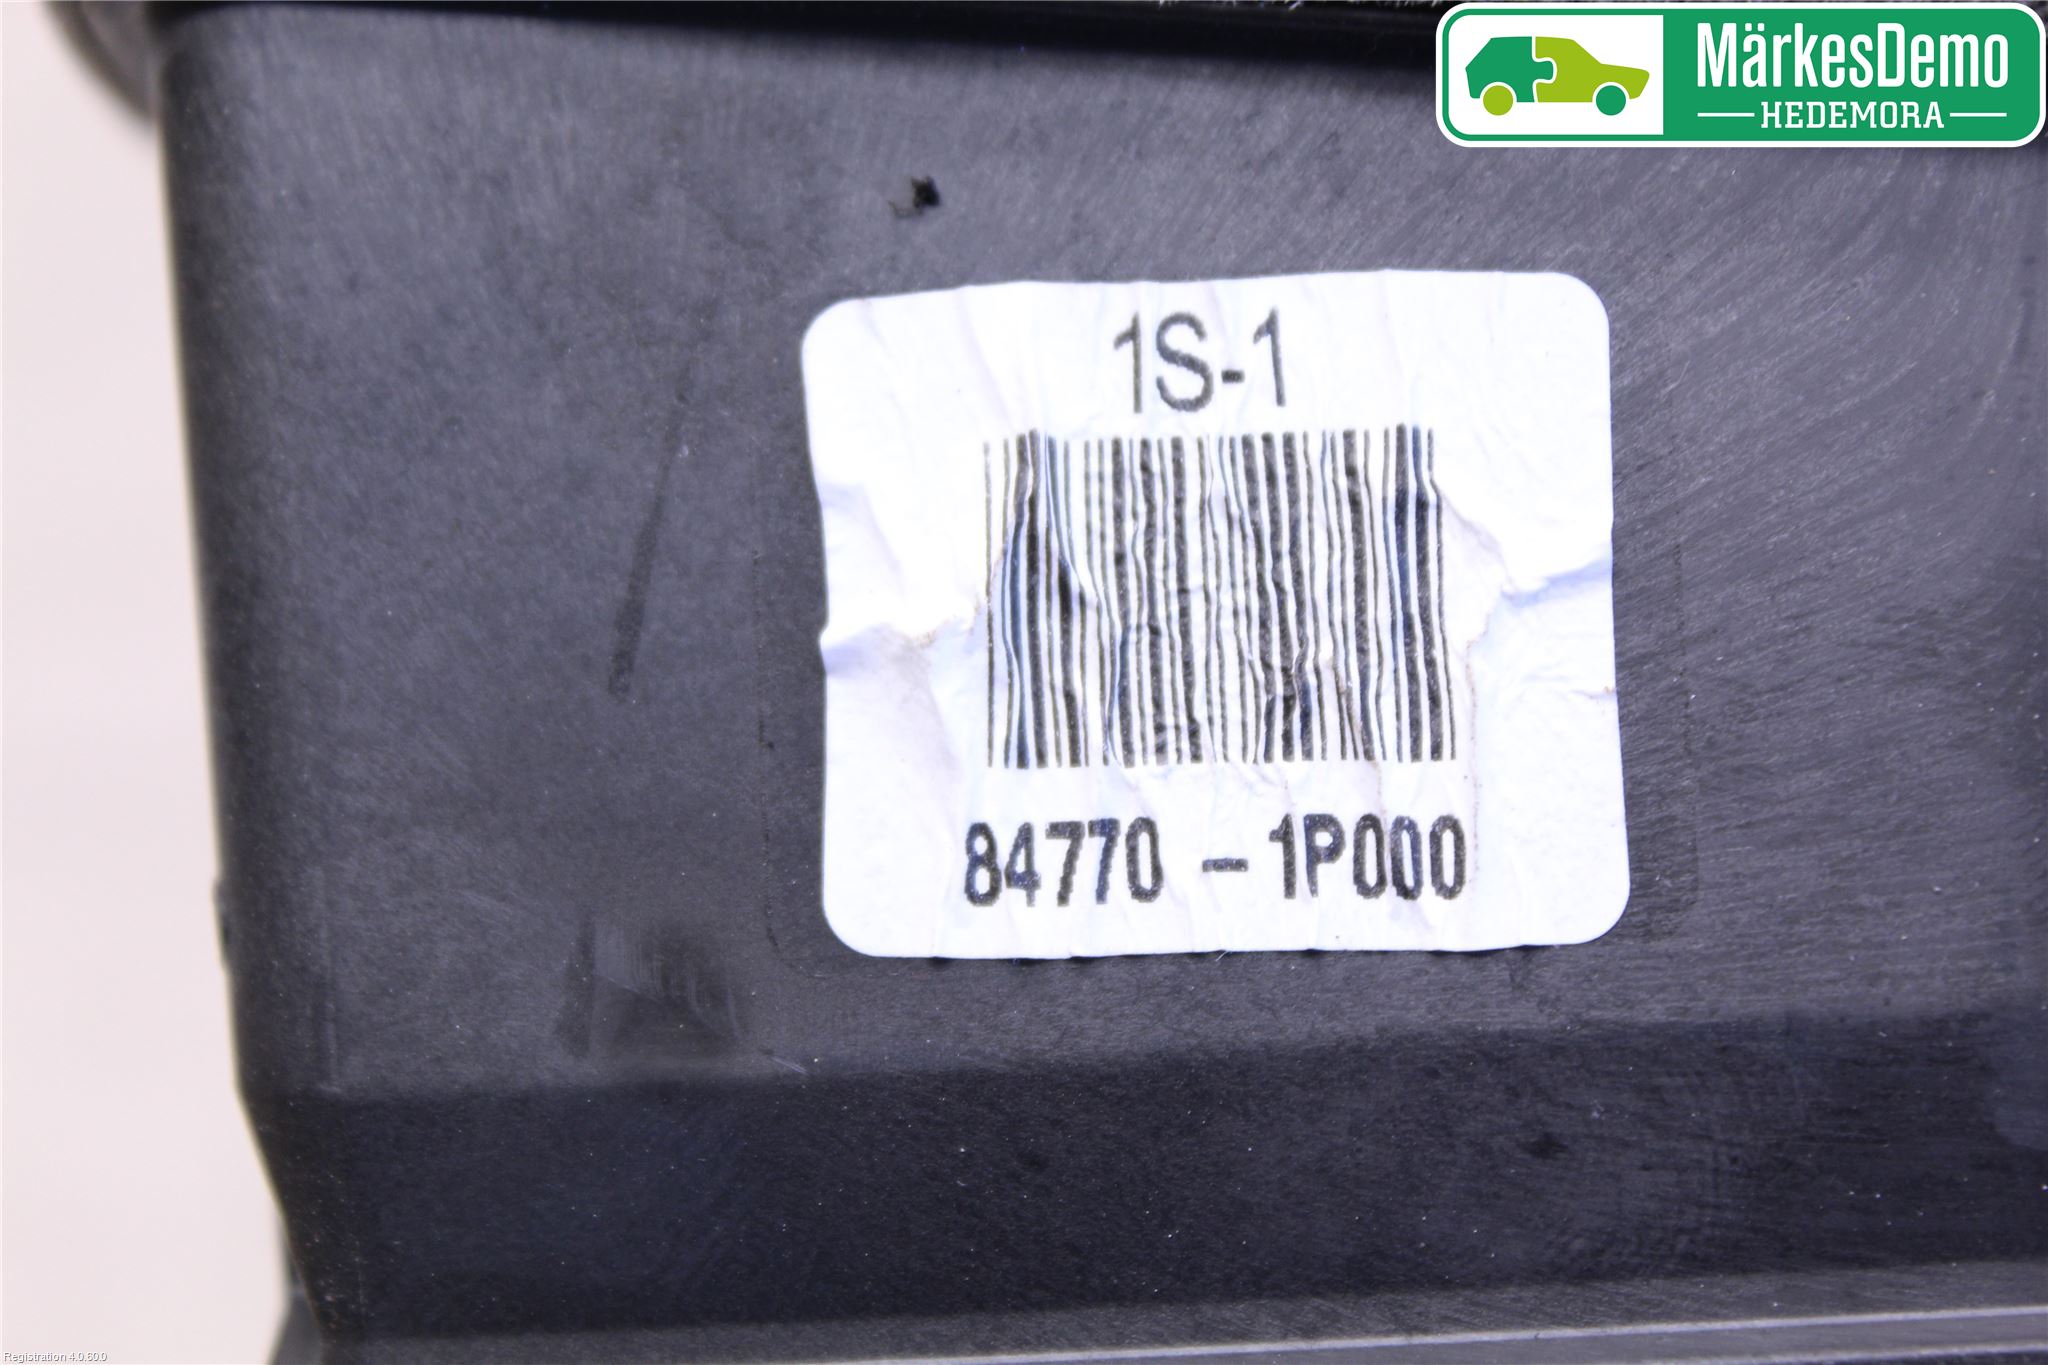 MärkesDemo
HEDEMORA
1S-1
84770 - 1P000
Registration 4.0.60.0